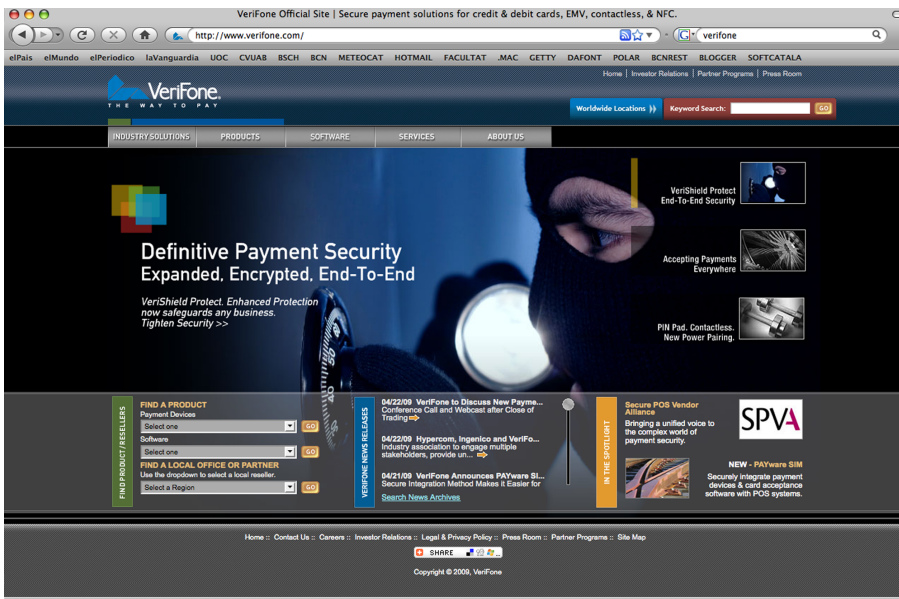 VeriFone Official Site | Secure payment solutions for credit & debit cards, EMV, contactless, & NFC.
http://www.verifone.com/
verifone
elPais elMundo elPeriodico laVanguardia UOC CVUAB BSCH BCN METEOCAT HOTMAIL FACULTAT .MAC GETTY DAFONT POLAR BCNREST BLOGGER SOFTCATALA
Home | Investor Relations | Partner Programs | Press Room
VeriFone.
THE WAY TO PAY
Worldwide Locations
Keyword Search:
GO
INDUSTRY SOLUTIONS PRODUCTS SOFTWARE SERVICES ABOUT US
Definitive Payment Security
Expanded, Encrypted, End-To-End
VeriShield Protect. Enhanced Protection
now safeguards any business.
Tighten Security >>
VeriShield Protect
End-To-End Security
Accepting Payments
Everywhere
PIN Pad. Contactless.
New Power Pairing.
FIND PRODUCT/RESELLERS
FIND A PRODUCT
Payment Devices
Select one
GO
Software
Select one
GO
FIND A LOCAL OFFICE OR PARTNER
Use the dropdown to select a local reseller.
Select a Region
GO
VERIFONE NEWS RELEASES
04/22/09 VeriFone to Discuss New Payme...
Conference Call and Webcast after Close of
Trading
04/22/09 Hypercom, Ingenico and VeriFo...
Industry association to engage multiple
stakeholders, provide un...
04/21/09 VeriFone Announces PAYware SI...
Secure Integration Method Makes It Easier for
Search News Archives
IN THE SPOTLIGHT
Secure POS Vendor
Alliance
Bringing a unified voice to
the complex world of
payment security.
SPVA
NEW - PAYware SIM
Securely integrate payment
devices & card acceptance
software with POS systems.
Home :: Contact Us :: Careers :: Investor Relations :: Legal & Privacy Policy :: Press Room :: Partner Programs :: Site Map
SHARE
Copyright © 2009, VeriFone